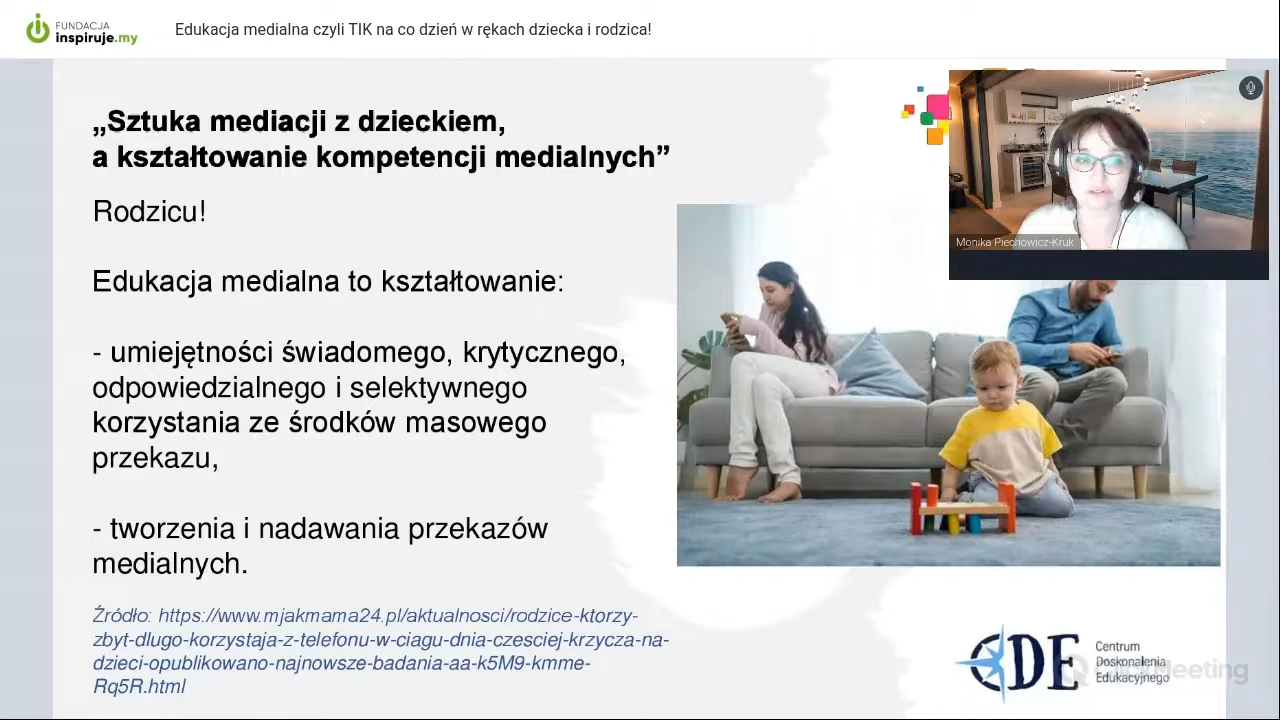 FUNDACJA
inspiruje.my
Edukacja medialna czyli TIK na co dzień w rękach dziecka i rodzica!
„Sztuka mediacji z dzieckiem,
a kształtowanie kompetencji medialnych”
Rodzicu!
Edukacja medialna to kształtowanie:
- umiejętności świadomego, krytycznego,
odpowiedzialnego i selektywnego
korzystania ze środków masowego
przekazu,
- tworzenia i nadawania przekazów
medialnych.
Źródło: https://www.mjakmama24.pl/aktualnosci/rodzice-ktorzy-
zbyt-dlugo-korzystaja-z-telefonu-w-ciagu-dnia-czesciej-krzycza-na-
dzieci-opublikowano-najnowsze-badania-aa-k5M9-kmme-
Rq5R.html
Monika Piechowicz-Kruk
CDE
Centrum
Doskonalenia
Edukacyjnego
ClickMeeting